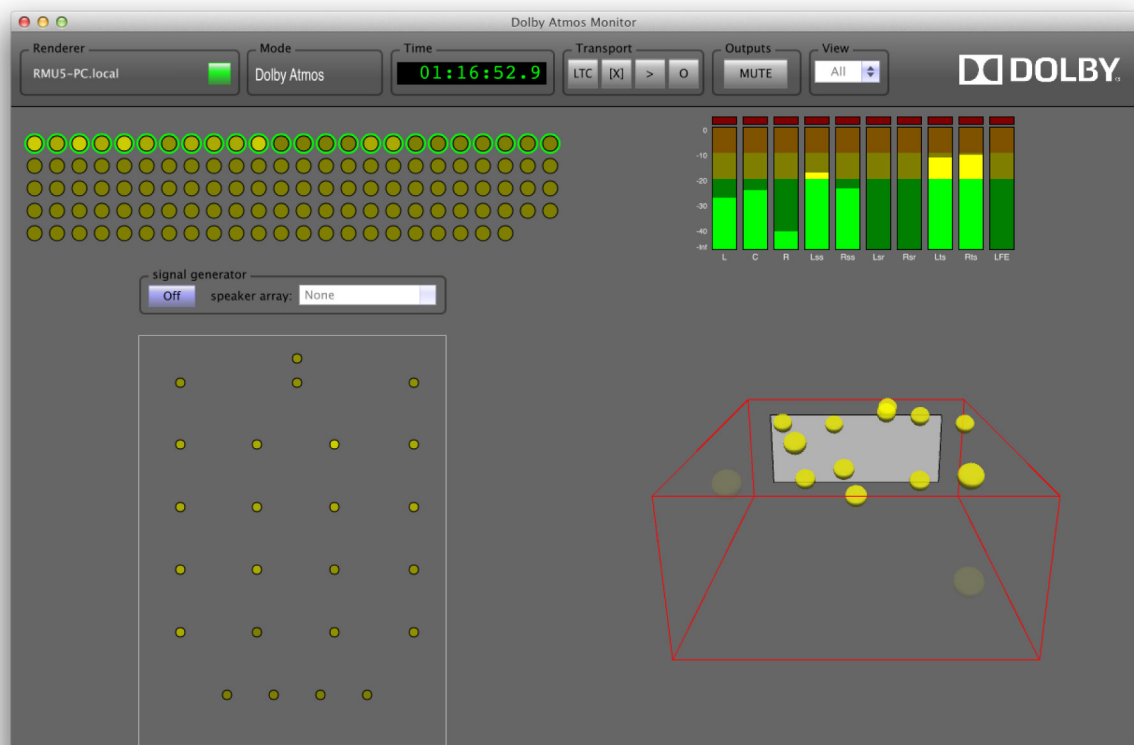 Dolby Atmos Monitor
Renderer
RMU5-PC.local
Mode
Dolby Atmos
Time
01:16:52.9
Transport
LTC [X] > O
Outputs
MUTE
View
All
DOLBY
0
-10
-20
-30
-40
-Inf
L C R Lss Rss Lsr Rsr Lts Rts LFE
signal generator
Off speaker array: None